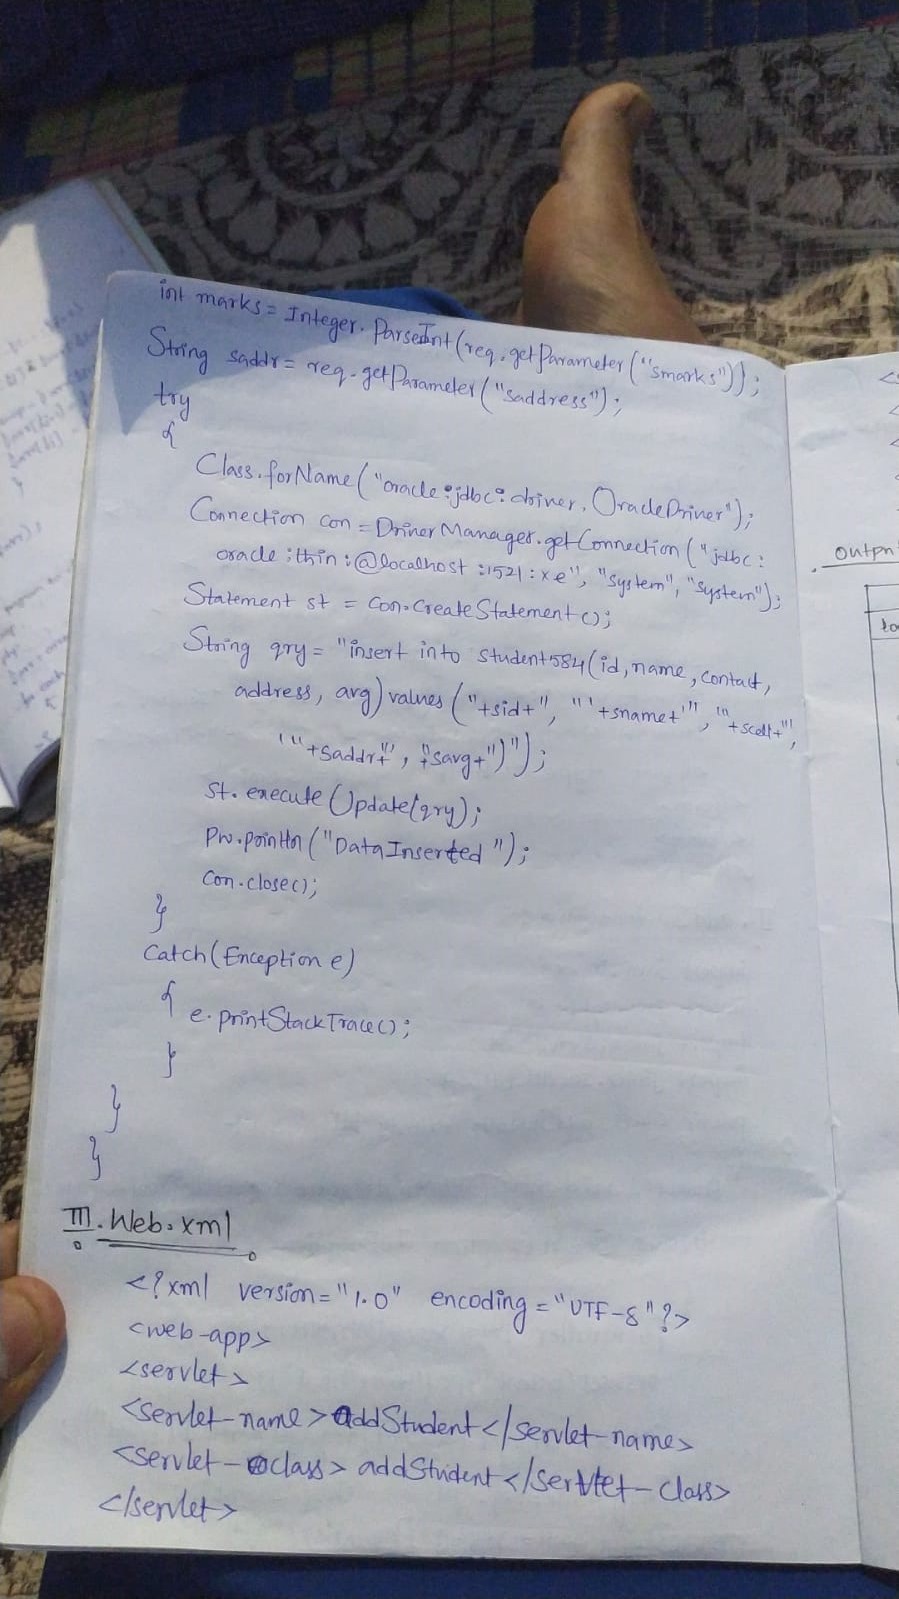 int marks = Integer.ParseInt(req.getParameter("smarks"));
String saddr = req.getParameter("saddress");
try
{
Class.forName("oracle:jdbc:driver.OracleDriver");
Connection con = DriverManager.getConnection("jdbc:
oracle:thin:@localhost:1521:xe", "System", "System");
Statement st = con.createStatement();
String qry = "insert into student584(id, name, contact,
address, avg) values ("+sid+", "'+sname+'", '"+scell+"',
'"+saddr+"', "+savg+")");
st.executeUpdate(qry);
Pw.println("DataInserted");
con.close();
}
Catch(Exception e)
{
e.printStackTrace();
}
}
}
III. Web.xml
<?xml version="1.0" encoding="UTF-8"?>
<web-app>
<servlet>
<servlet-name>addStudent</servlet-name>
<servlet-class>addStudent</servlet-class>
</servlet>